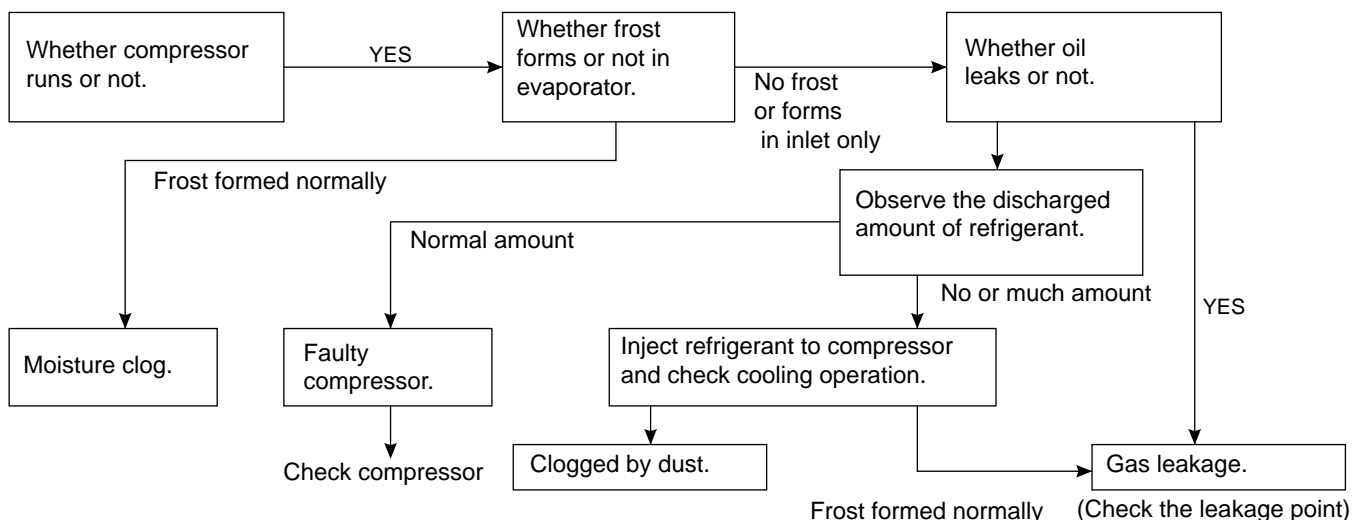 Whether compressor
runs or not.
YES
Whether frost
forms or not in
evaporator.
No frost
or forms
in inlet only
Whether oil
leaks or not.
Frost formed normally
Observe the discharged
amount of refrigerant.
Normal amount
No or much amount
YES
Moisture clog.
Faulty
compressor.
Inject refrigerant to compressor
and check cooling operation.
Check compressor
Clogged by dust.
Gas leakage.
Frost formed normally
(Check the leakage point)